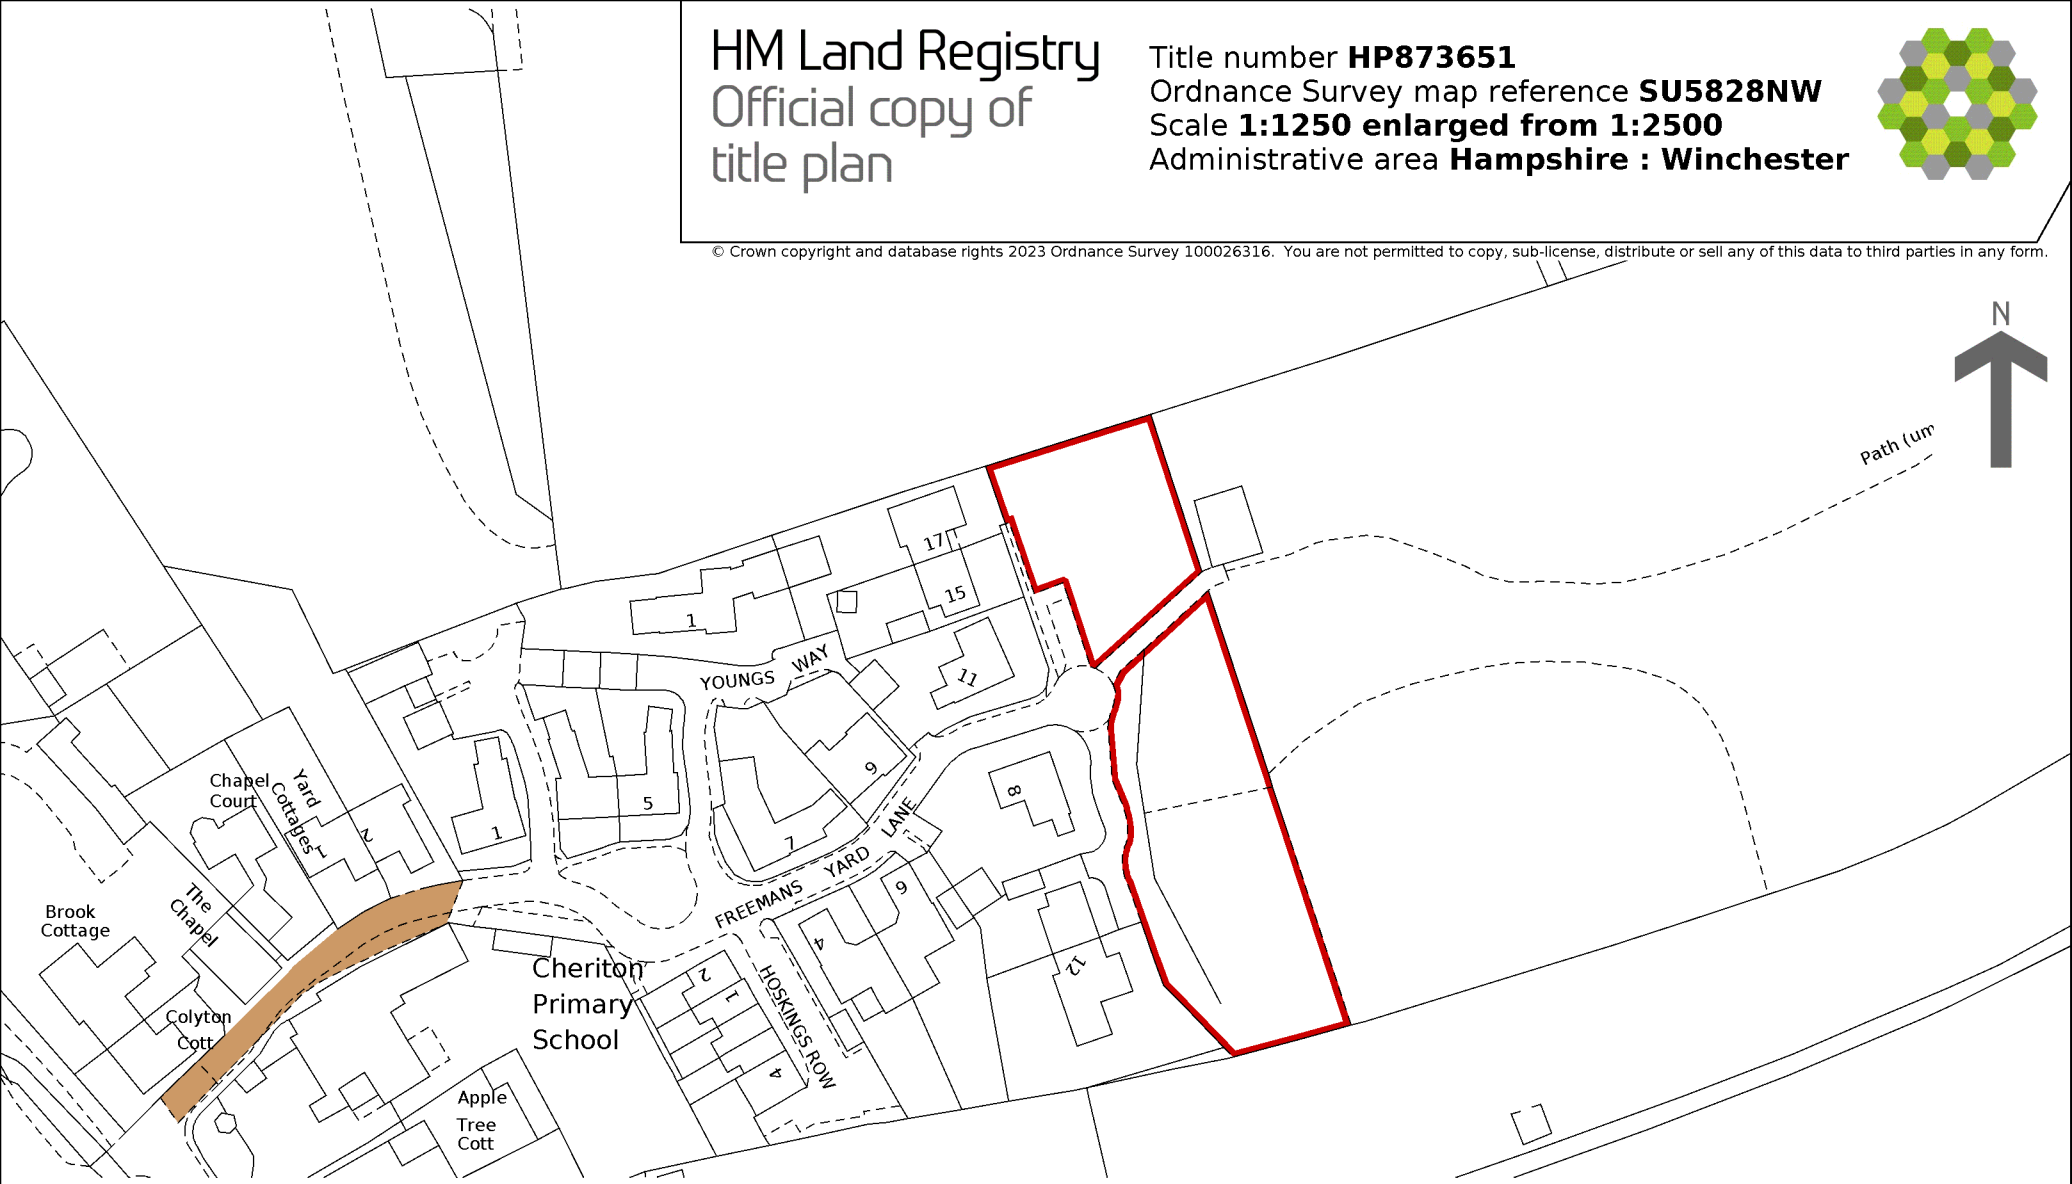 HM Land Registry
Official copy of
title plan
Title number HP873651
Ordnance Survey map reference SU5828NW
Scale 1:1250 enlarged from 1:2500
Administrative area Hampshire : Winchester
© Crown copyright and database rights 2023 Ordnance Survey 100026316. You are not permitted to copy, sub-license, distribute or sell any of this data to third parties in any form.
N
Path (um
17
15
1
11
YOUNGS WAY
9
8
5
7
1
FREEMANS YARD LANE
Chapel
Court
Yard
Cottages
1
2
The
Chapel
Brook
Cottage
Colyton
Cott
Cheriton
Primary
School
2
1
4
HOSKINGS ROW
4
6
12
Apple
Tree
Cott